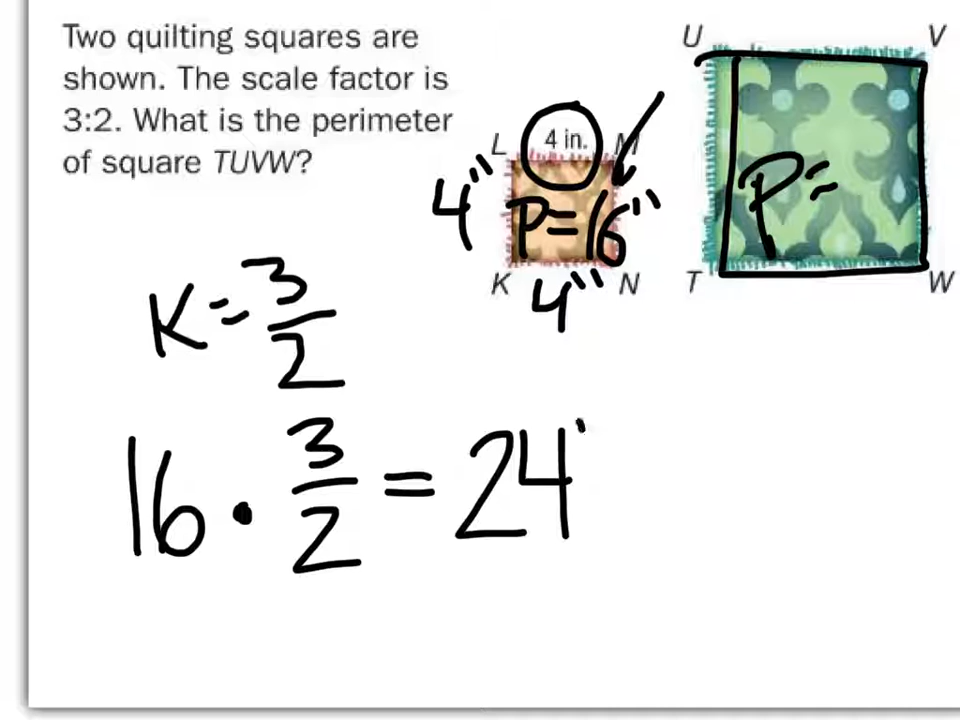 Two quilting squares are
shown. The scale factor is
3:2. What is the perimeter
of square TUVW?
U V
L 4 in. M
4"
P=16"
P=
K N T W
4"
K=3/2
16 · 3/2 = 24'